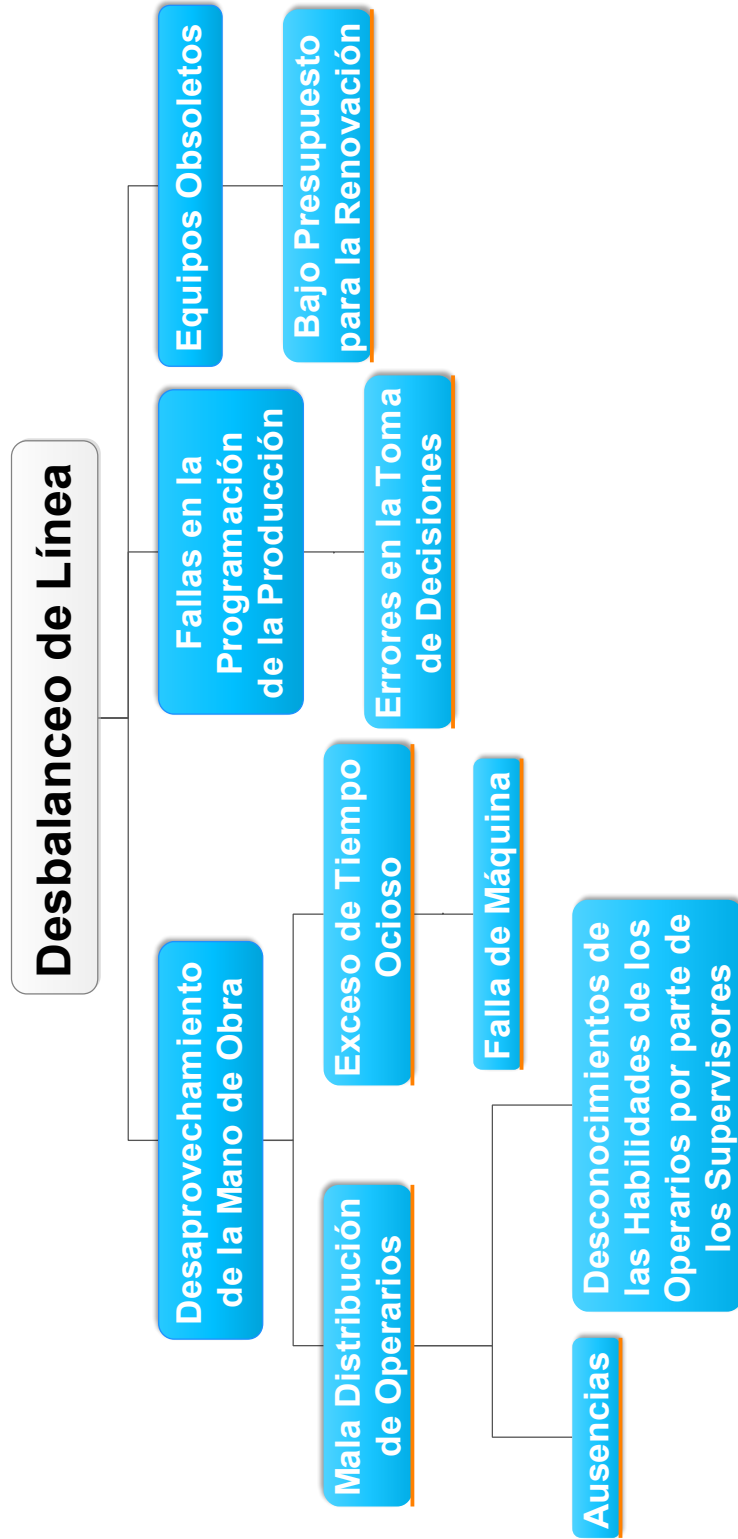 Desbalanceo de Línea
Desaprovechamiento
de la Mano de Obra
Fallas en la
Programación
de la Producción
Equipos Obsoletos
Mala Distribución
de Operarios
Exceso de Tiempo
Ocioso
Errores en la Toma
de Decisiones
Bajo Presupuesto
para la Renovación
Falla de Máquina
Ausencias
Desconocimientos de
las Habilidades de los
Operarios por parte de
los Supervisores